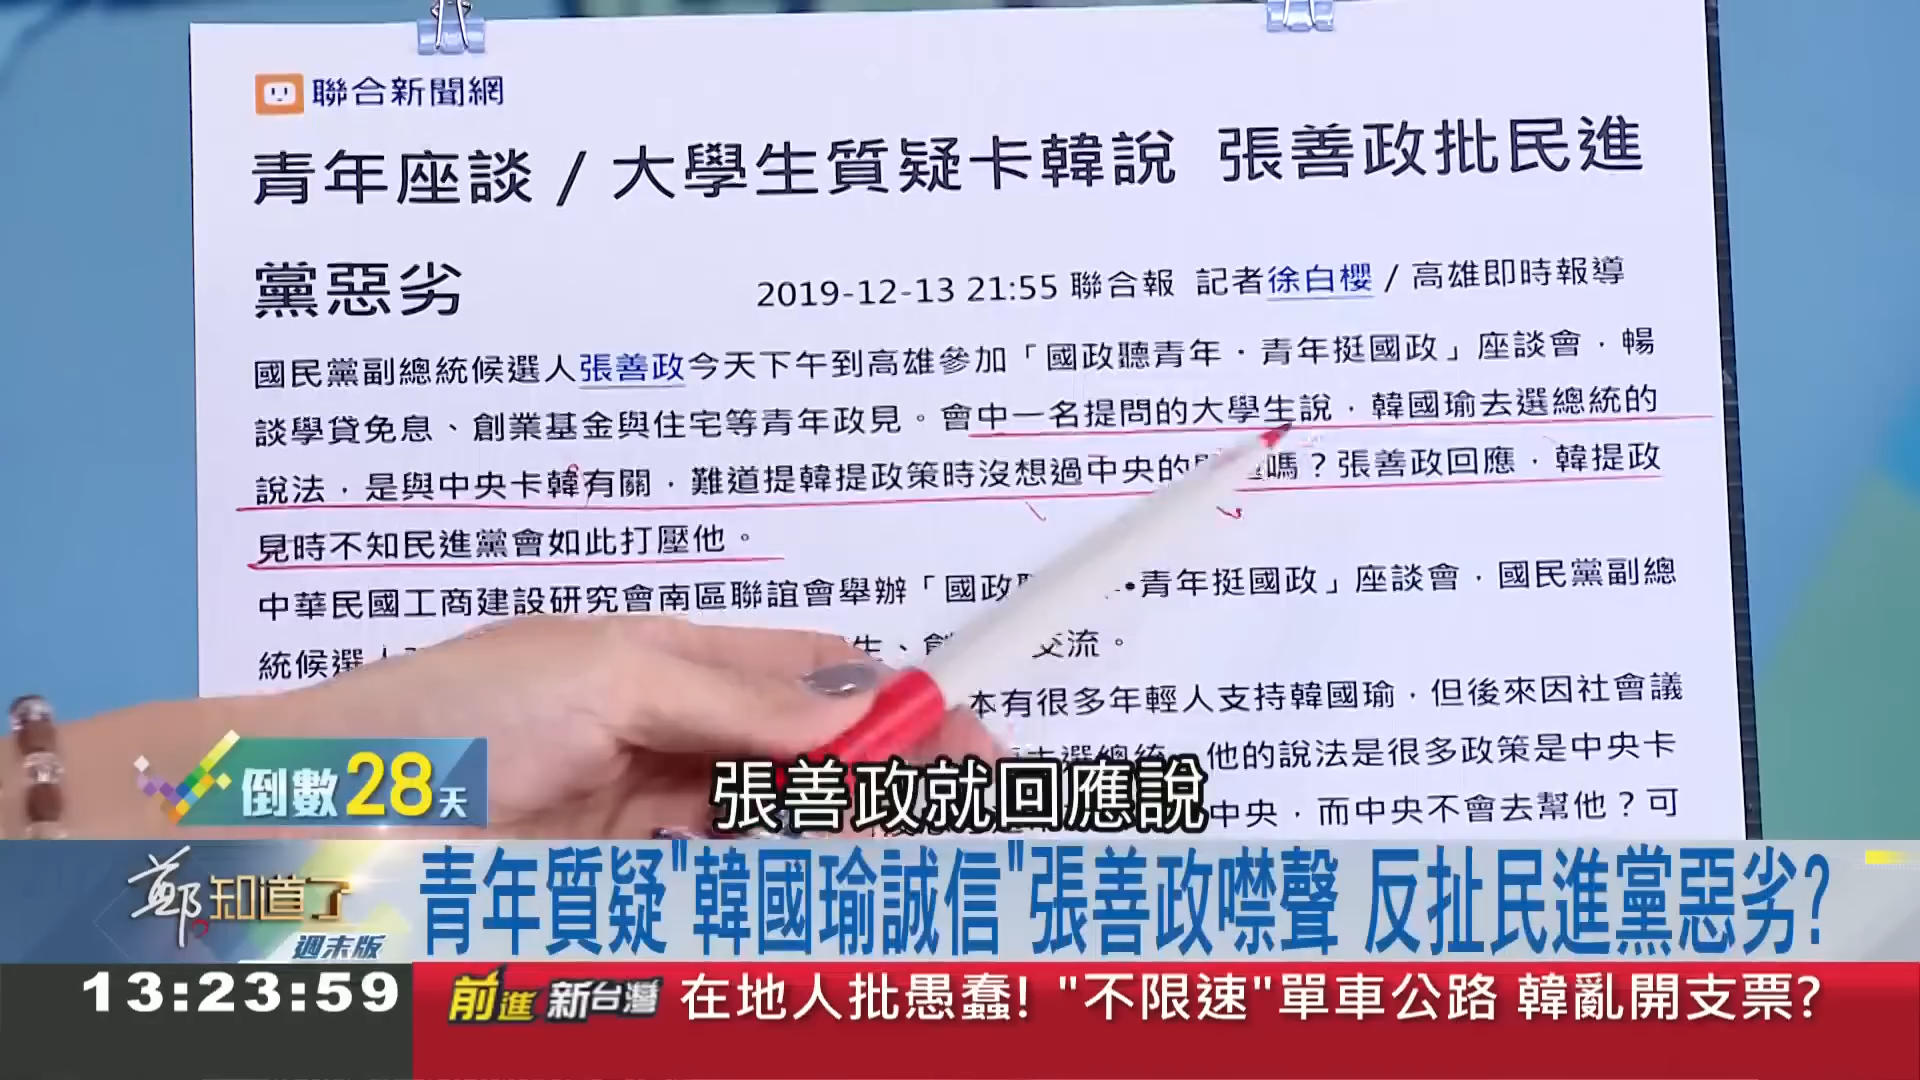 聯合新聞網
青年座談 / 大學生質疑卡韓說 張善政批民進
黨惡劣
2019-12-13 21:55 聯合報 記者徐白櫻 / 高雄即時報導
國民黨副總統候選人張善政今天下午到高雄參加「國政聽青年．青年挺國政」座談會，暢
談學貸免息、創業基金與住宅等青年政見。會中一名提問的大學生說，韓國瑜去選總統的
說法，是與中央卡韓有關，難道提韓提政策時沒想過中央的 嗎？張善政回應，韓提政
見時不知民進黨會如此打壓他。
中華民國工商建設研究會南區聯誼會舉辦「國政 •青年挺國政」座談會，國民黨副總
統候選 生、創 交流。
本有很多年輕人支持韓國瑜，但後來因社會議
去選總統，他的說法是很多政策是中央卡
中央，而中央不會去幫他？可
倒數28天
張善政就回應說
鄭知道了
週末版
青年質疑"韓國瑜誠信"張善政噤聲 反扯民進黨惡劣?
13:23:59
前進新台灣
在地人批愚蠢! "不限速"單車公路 韓亂開支票?